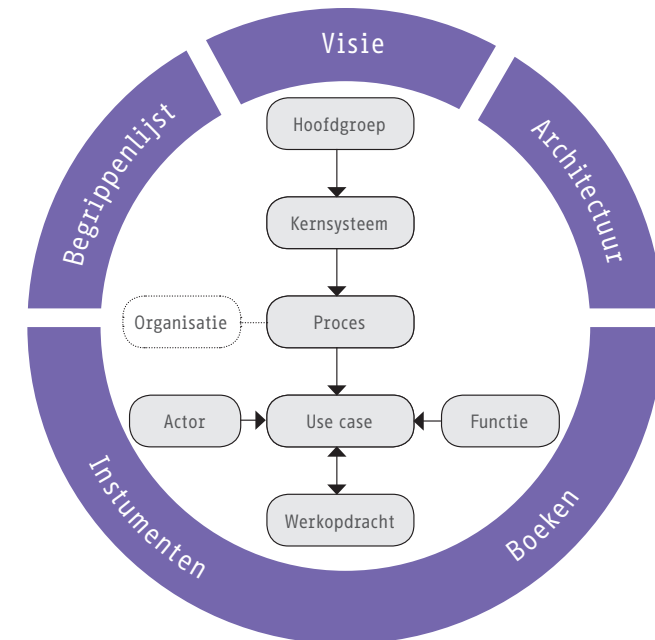 Visie
Begrippenlijst
Architectuur
Hoofdgroep
Kernsysteem
Organisatie
Proces
Actor
Use case
Functie
Werkopdracht
Instumenten
Boeken